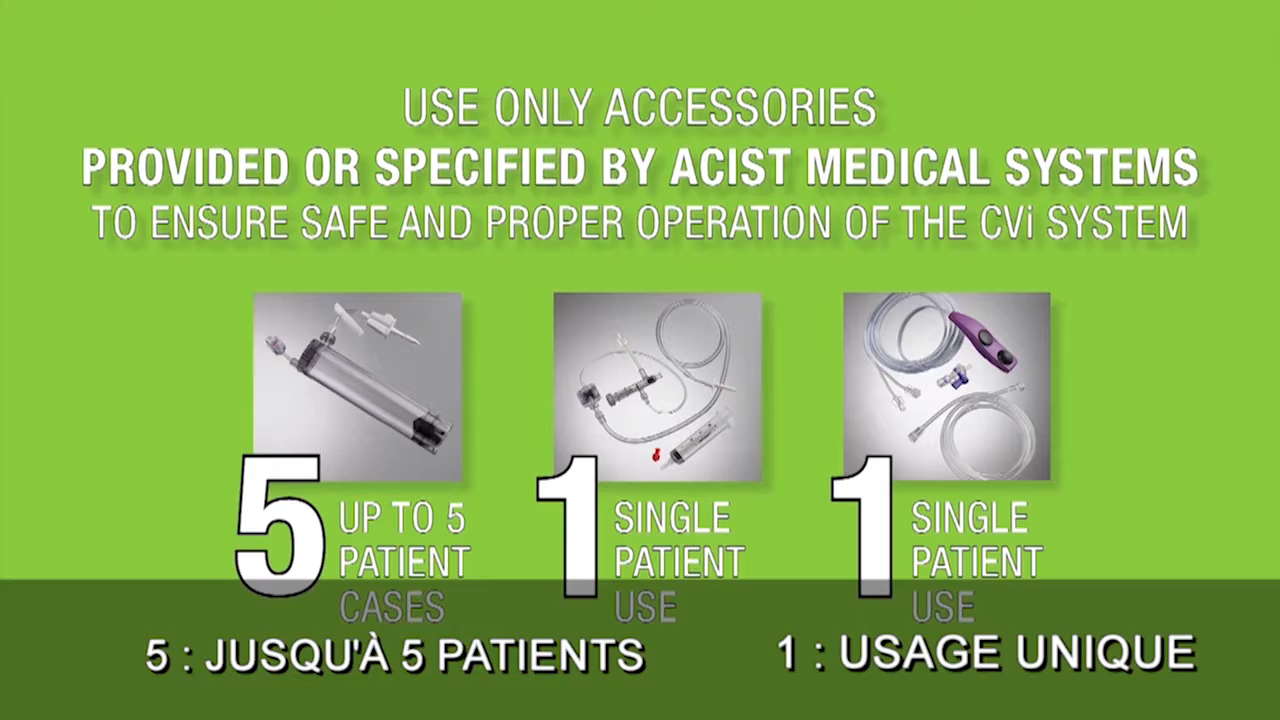 USE ONLY ACCESSORIES
PROVIDED OR SPECIFIED BY ACIST MEDICAL SYSTEMS
TO ENSURE SAFE AND PROPER OPERATION OF THE CVi SYSTEM
5
UP TO 5
PATIENT
CASES
1
SINGLE
PATIENT
USE
1
SINGLE
PATIENT
USE
5 : JUSQU'À 5 PATIENTS
1 : USAGE UNIQUE